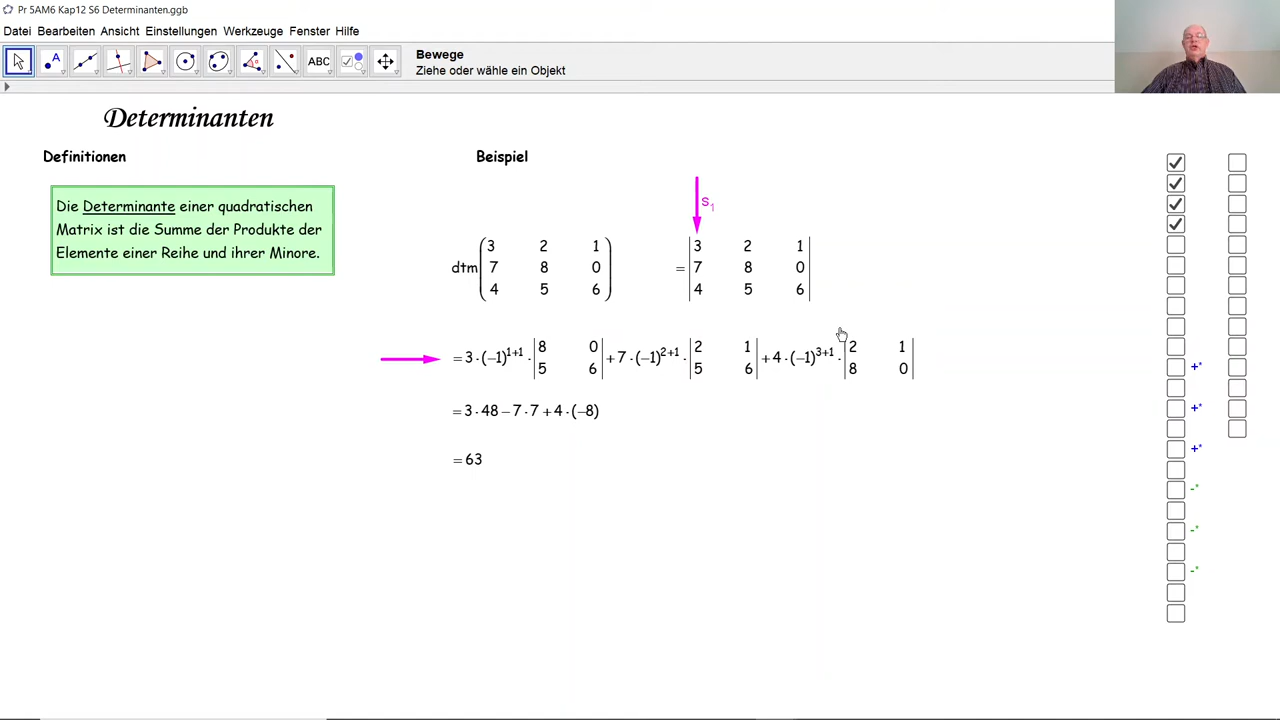 Pr 5AM6 Kap12 S6 Determinanten.ggb
Datei Bearbeiten Ansicht Einstellungen Werkzeuge Fenster Hilfe
A
ABC
Bewege
Ziehe oder wähle ein Objekt
Determinanten
Definitionen
Beispiel
Die Determinante einer quadratischen
Matrix ist die Summe der Produkte der
Elemente einer Reihe und ihrer Minore.
s₁
3 2 1 3 2 1
dtm 7 8 0 = 7 8 0
4 5 6 4 5 6
= 3 · (−1)¹⁺¹ · |8 0| + 7 · (−1)²⁺¹ · |2 1| + 4 · (−1)³⁺¹ · |2 1|
5 6 5 6 8 0
= 3 · 48 − 7 · 7 + 4 · (−8)
= 63
+*
+*
+*
-*
-*
-*